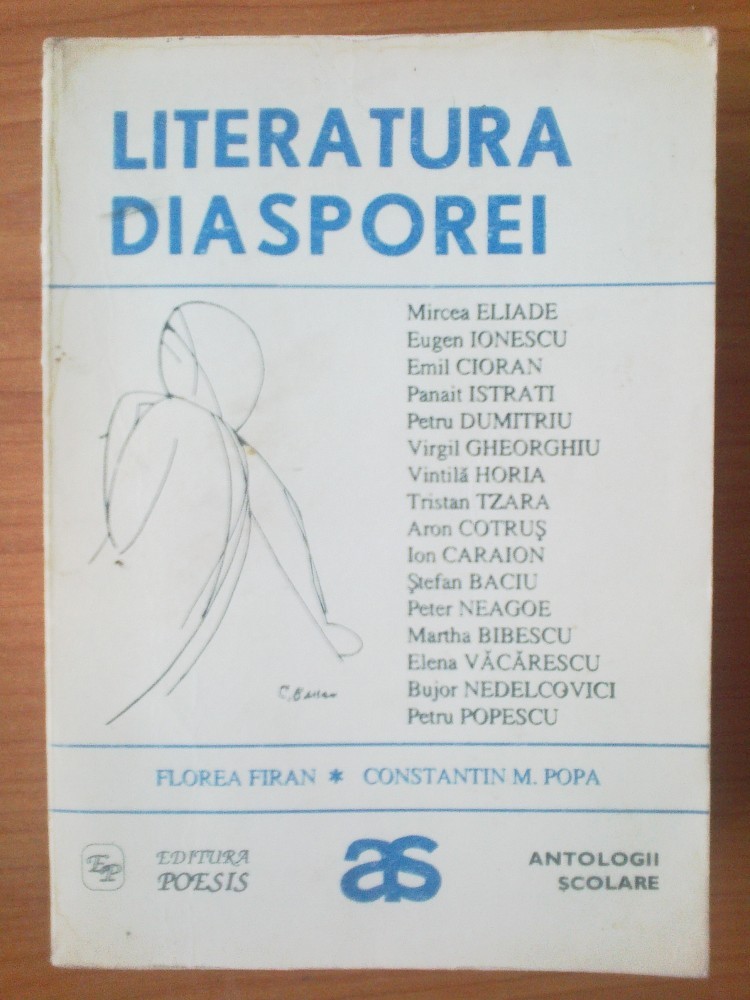 LITERATURA
DIASPOREI
Mircea ELIADE
Eugen IONESCU
Emil CIORAN
Panait ISTRATI
Petru DUMITRIU
Virgil GHEORGHIU
Vintilă HORIA
Tristan TZARA
Aron COTRUŞ
Ion CARAION
Ştefan BACIU
Peter NEAGOE
Martha BIBESCU
Elena VĂCĂRESCU
Bujor NEDELCOVICI
Petru POPESCU
FLOREA FIRAN * CONSTANTIN M. POPA
EP
EDITURA
POESIS
as
ANTOLOGII
ŞCOLARE